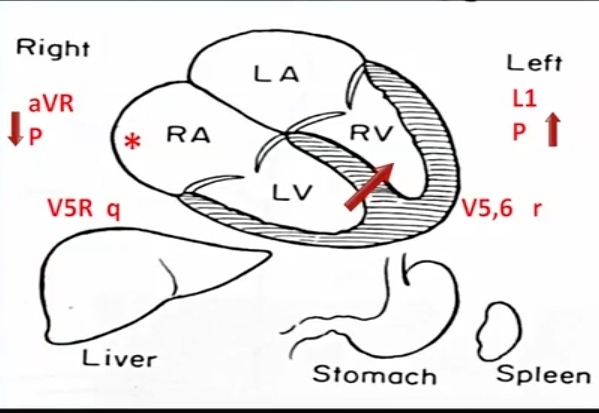 Right
Left
LA
aVR
P
L1
P
*
RA
RV
LV
V5R q
V5,6 r
Liver
Stomach
Spleen